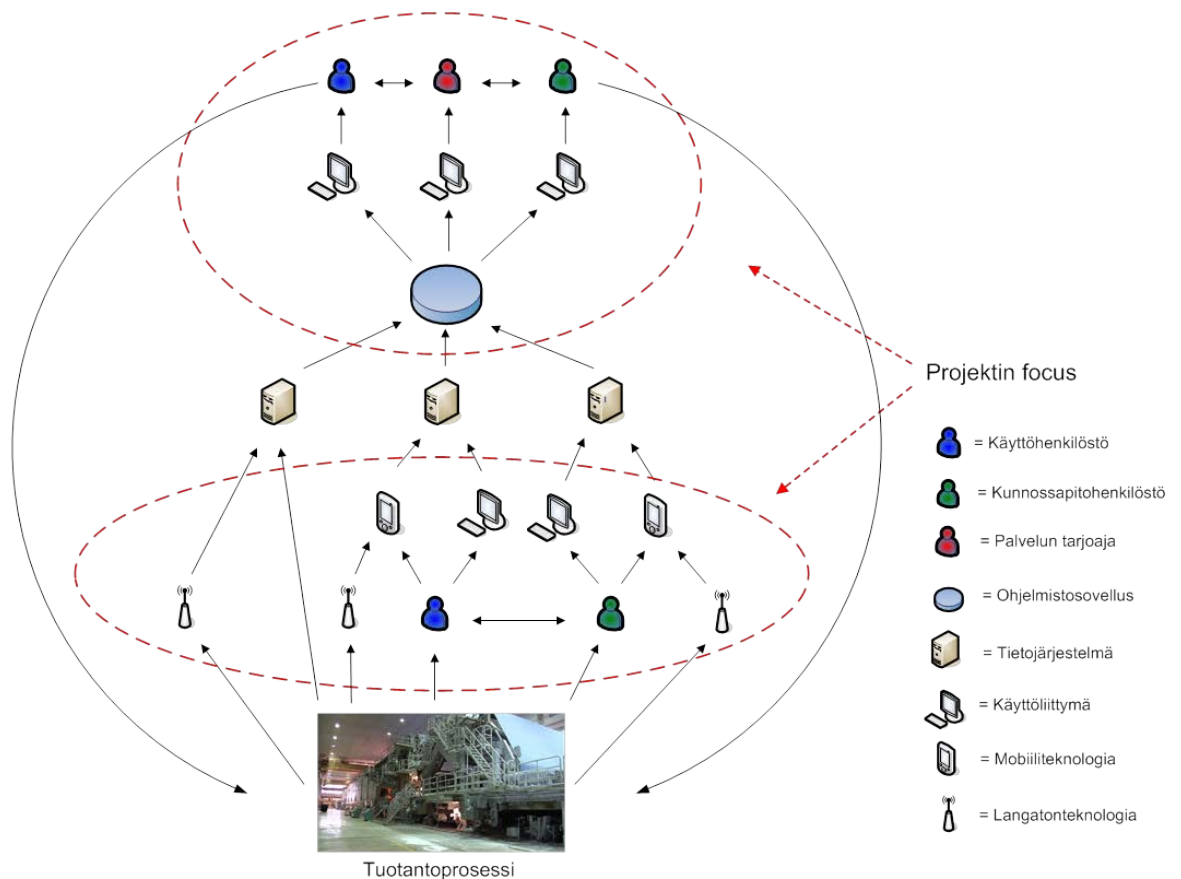 Projektin focus
= Käyttöhenkilöstö
= Kunnossapitohenkilöstö
= Palvelun tarjoaja
= Ohjelmistosovellus
= Tietojärjestelmä
= Käyttöliittymä
= Mobiiliteknologia
= Langatonteknologia
Tuotantoprosessi